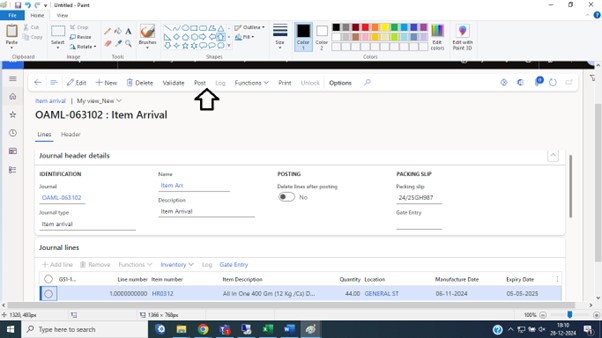 Untitled - Paint
File Home View
Paste
Cut
Copy
Clipboard
Select
Crop
Resize
Rotate
Image
Tools
Brushes
Shapes
Outline
Fill
Size
Color 1
Color 2
Colors
Edit colors
Edit with Paint 3D
Edit + New Delete Validate Post Log Functions Print Unlock Options
Item arrival | My view_New
OAML-063102 : Item Arrival
Lines Header
Journal header details
IDENTIFICATION
Journal
OAML-063102
Journal type
Item arrival
Name
Item Arr
Description
Item Arrival
POSTING
Delete lines after posting
No
PACKING SLIP
Packing slip
24/25GH987
Gate Entry
Journal lines
+ Add line Remove Functions Inventory Log Gate Entry
Line number Item number Item Description Quantity Location Manufacture Date Expiry Date
1.0000000000 HR0312 All In One 400 Gm (12 Kg /Cs) D... 44.00 GENERAL ST 06-11-2024 05-05-2025
1320, 403px 1366 × 768px 100%
Type here to search
10:10
26-12-2024